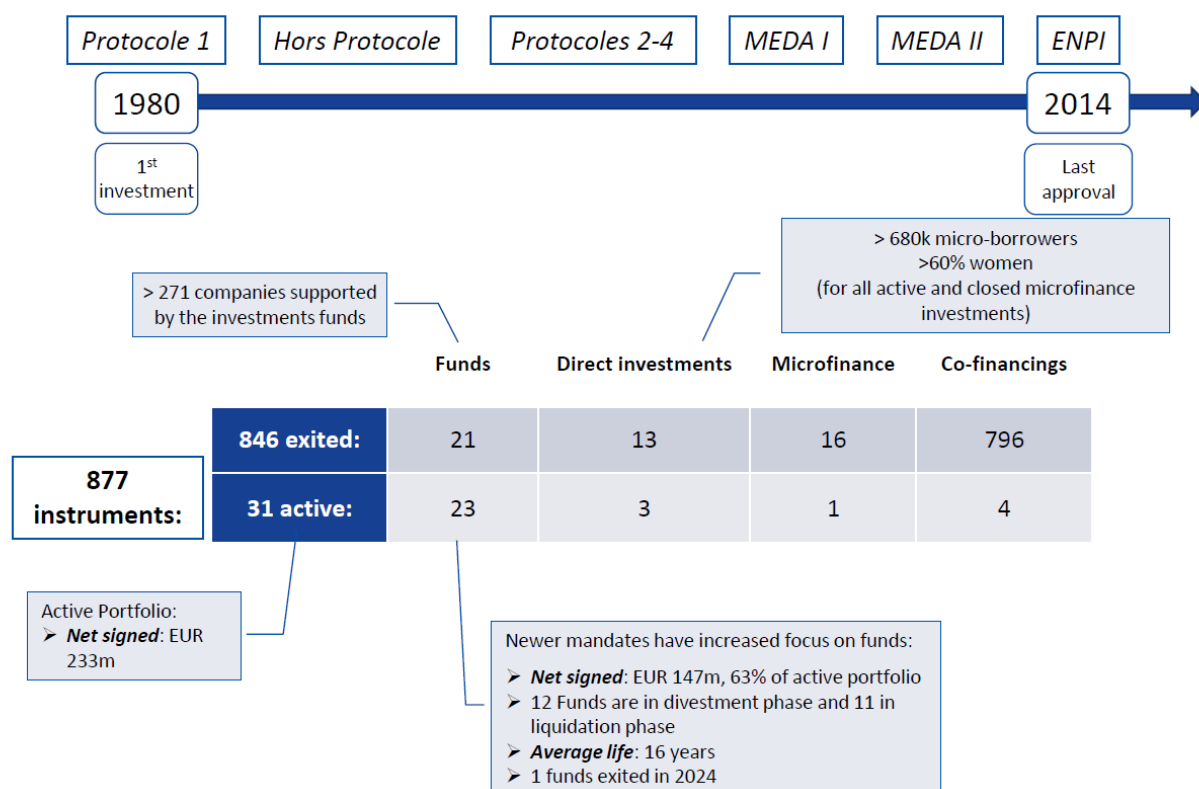 Protocole 1
Hors Protocole
Protocoles 2-4
MEDA I
MEDA II
ENPI
1980
2014
1st
investment
Last
approval
> 680k micro-borrowers
>60% women
(for all active and closed microfinance
investments)
> 271 companies supported
by the investments funds
Funds
Direct investments
Microfinance
Co-financings
846 exited:
21
13
16
796
877
instruments:
31 active:
23
3
1
4
Active Portfolio:
➢ Net signed: EUR
233m
Newer mandates have increased focus on funds:
➢ Net signed: EUR 147m, 63% of active portfolio
➢ 12 Funds are in divestment phase and 11 in
liquidation phase
➢ Average life: 16 years
➢ 1 funds exited in 2024